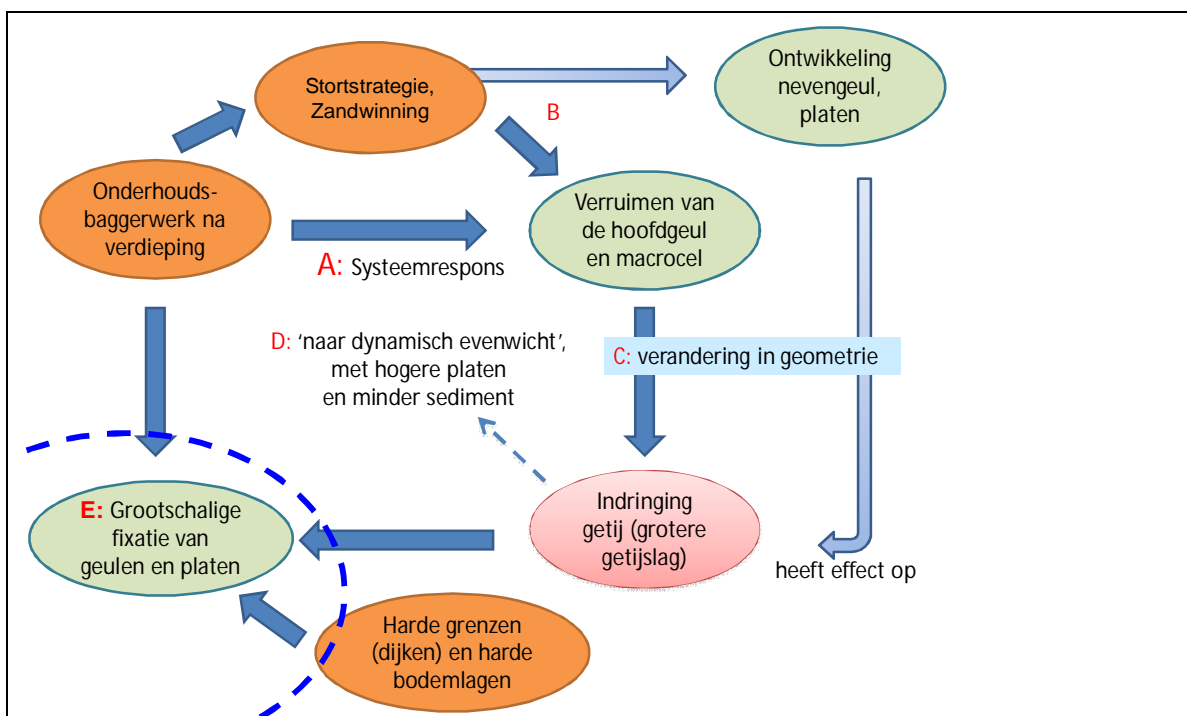 Stortstrategie,
Zandwinning
Ontwikkeling
nevengeul,
platen
B
Onderhouds-
baggerwerk na
verdieping
Verruimen van
de hoofdgeul
en macrocel
A: Systeemrespons
D: ‘naar dynamisch evenwicht’,
met hogere platen
en minder sediment
C: verandering in geometrie
E: Grootschalige
fixatie van
geulen en platen
Indringing
getij (grotere
getijslag)
heeft effect op
Harde grenzen
(dijken) en harde
bodemlagen